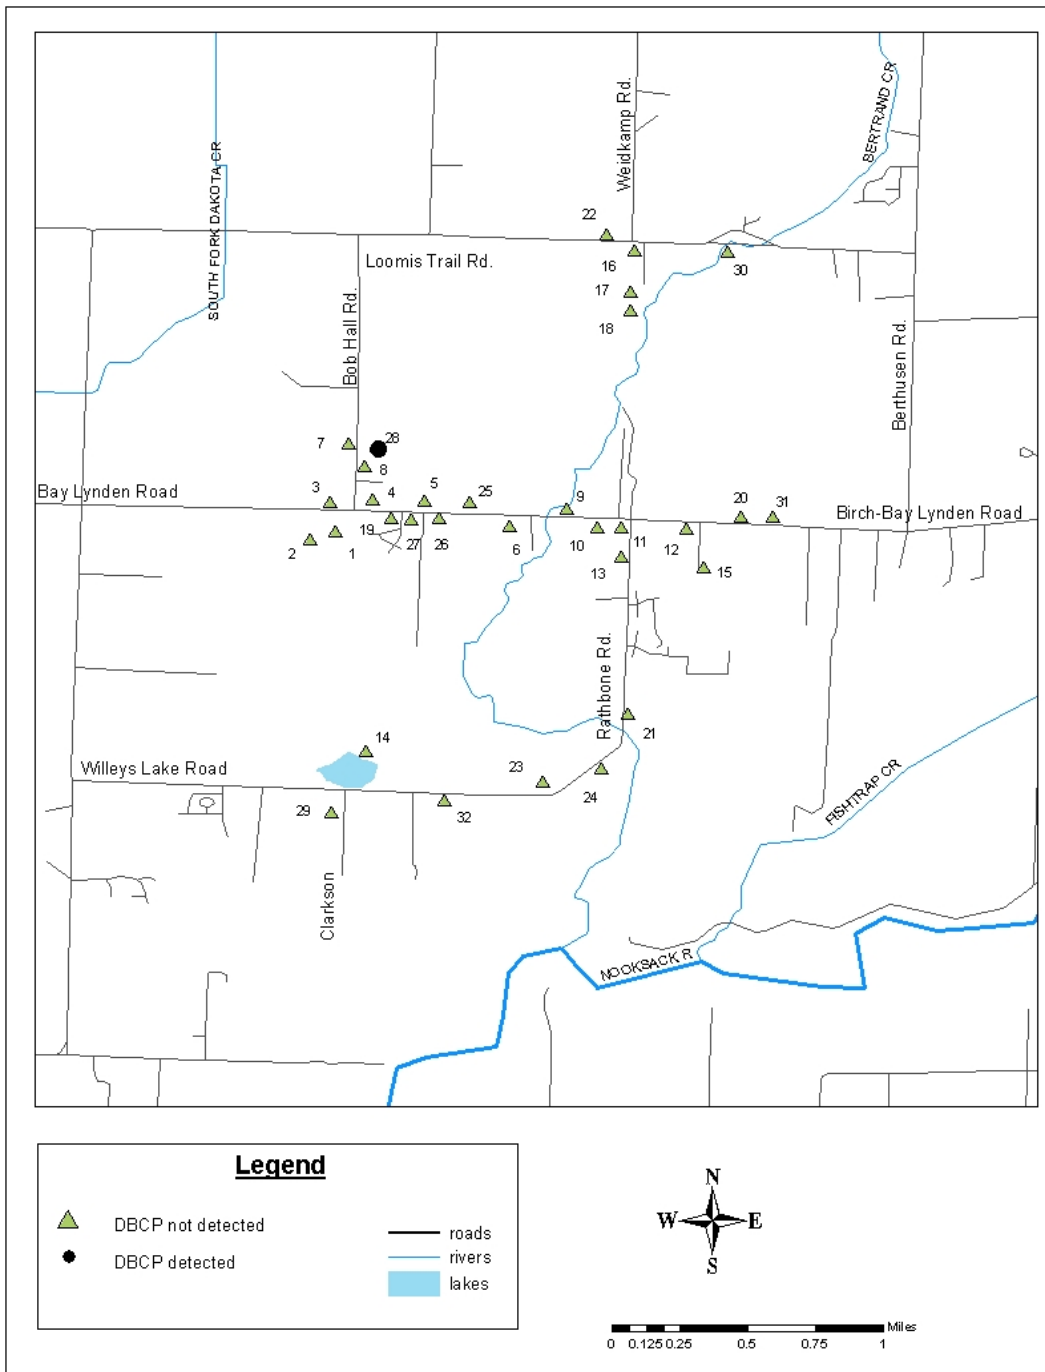 Weidkamp Rd.
BERTRAND CR
SOUTH FORK DAKOTA CR
22
16
30
Loomis Trail Rd.
17
18
Bob Hall Rd.
Berthusen Rd.
7
28
8
Bay Lynden Road
3
4
5
25
9
20
31
Birch-Bay Lynden Road
19
27
26
6
10
11
12
2
1
13
15
Rathbone Rd.
21
14
Willeys Lake Road
23
24
29
32
FISHTRAP CR
Clarkson
NOOKSACK R
Legend
DBCP not detected
DBCP detected
roads
rivers
lakes
N
W
E
S
Miles
0 0.125 0.25 0.5 0.75 1